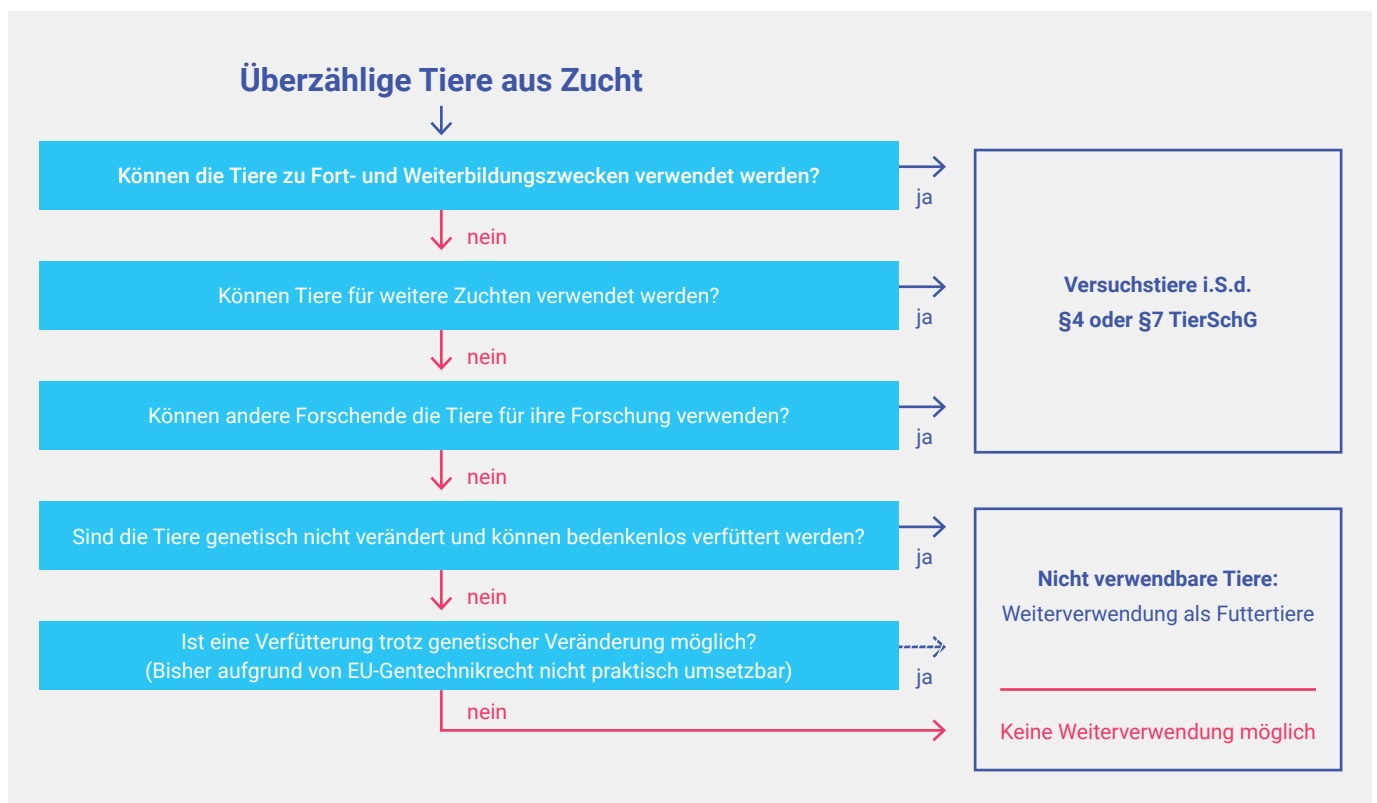 Überzählige Tiere aus Zucht
Können die Tiere zu Fort- und Weiterbildungszwecken verwendet werden?
ja
nein
Können Tiere für weitere Zuchten verwendet werden?
ja
nein
Können andere Forschende die Tiere für ihre Forschung verwenden?
ja
nein
Versuchstiere i.S.d.
§4 oder §7 TierSchG
Sind die Tiere genetisch nicht verändert und können bedenkenlos verfüttert werden?
ja
nein
Ist eine Verfütterung trotz genetischer Veränderung möglich?
(Bisher aufgrund von EU-Gentechnikrecht nicht praktisch umsetzbar)
ja
nein
Nicht verwendbare Tiere:
Weiterverwendung als Futtertiere
Keine Weiterverwendung möglich